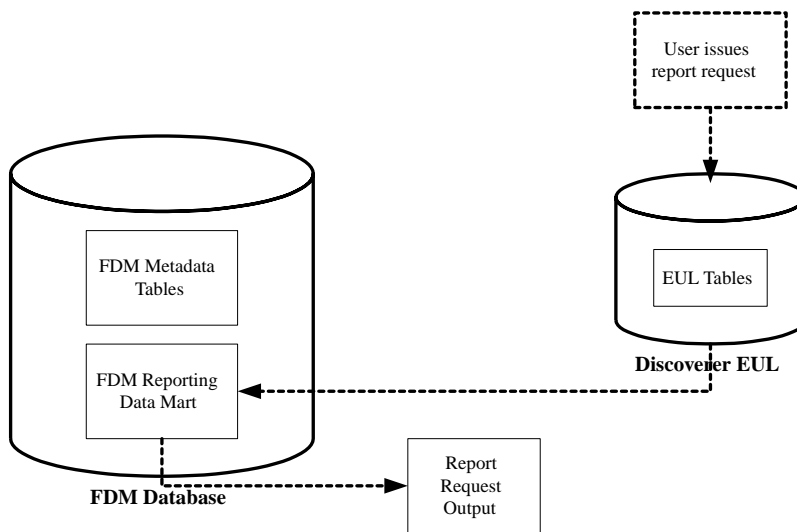 User issues
report request
FDM Metadata
Tables
EUL Tables
FDM Reporting
Data Mart
Discoverer EUL
Report
Request
Output
FDM Database